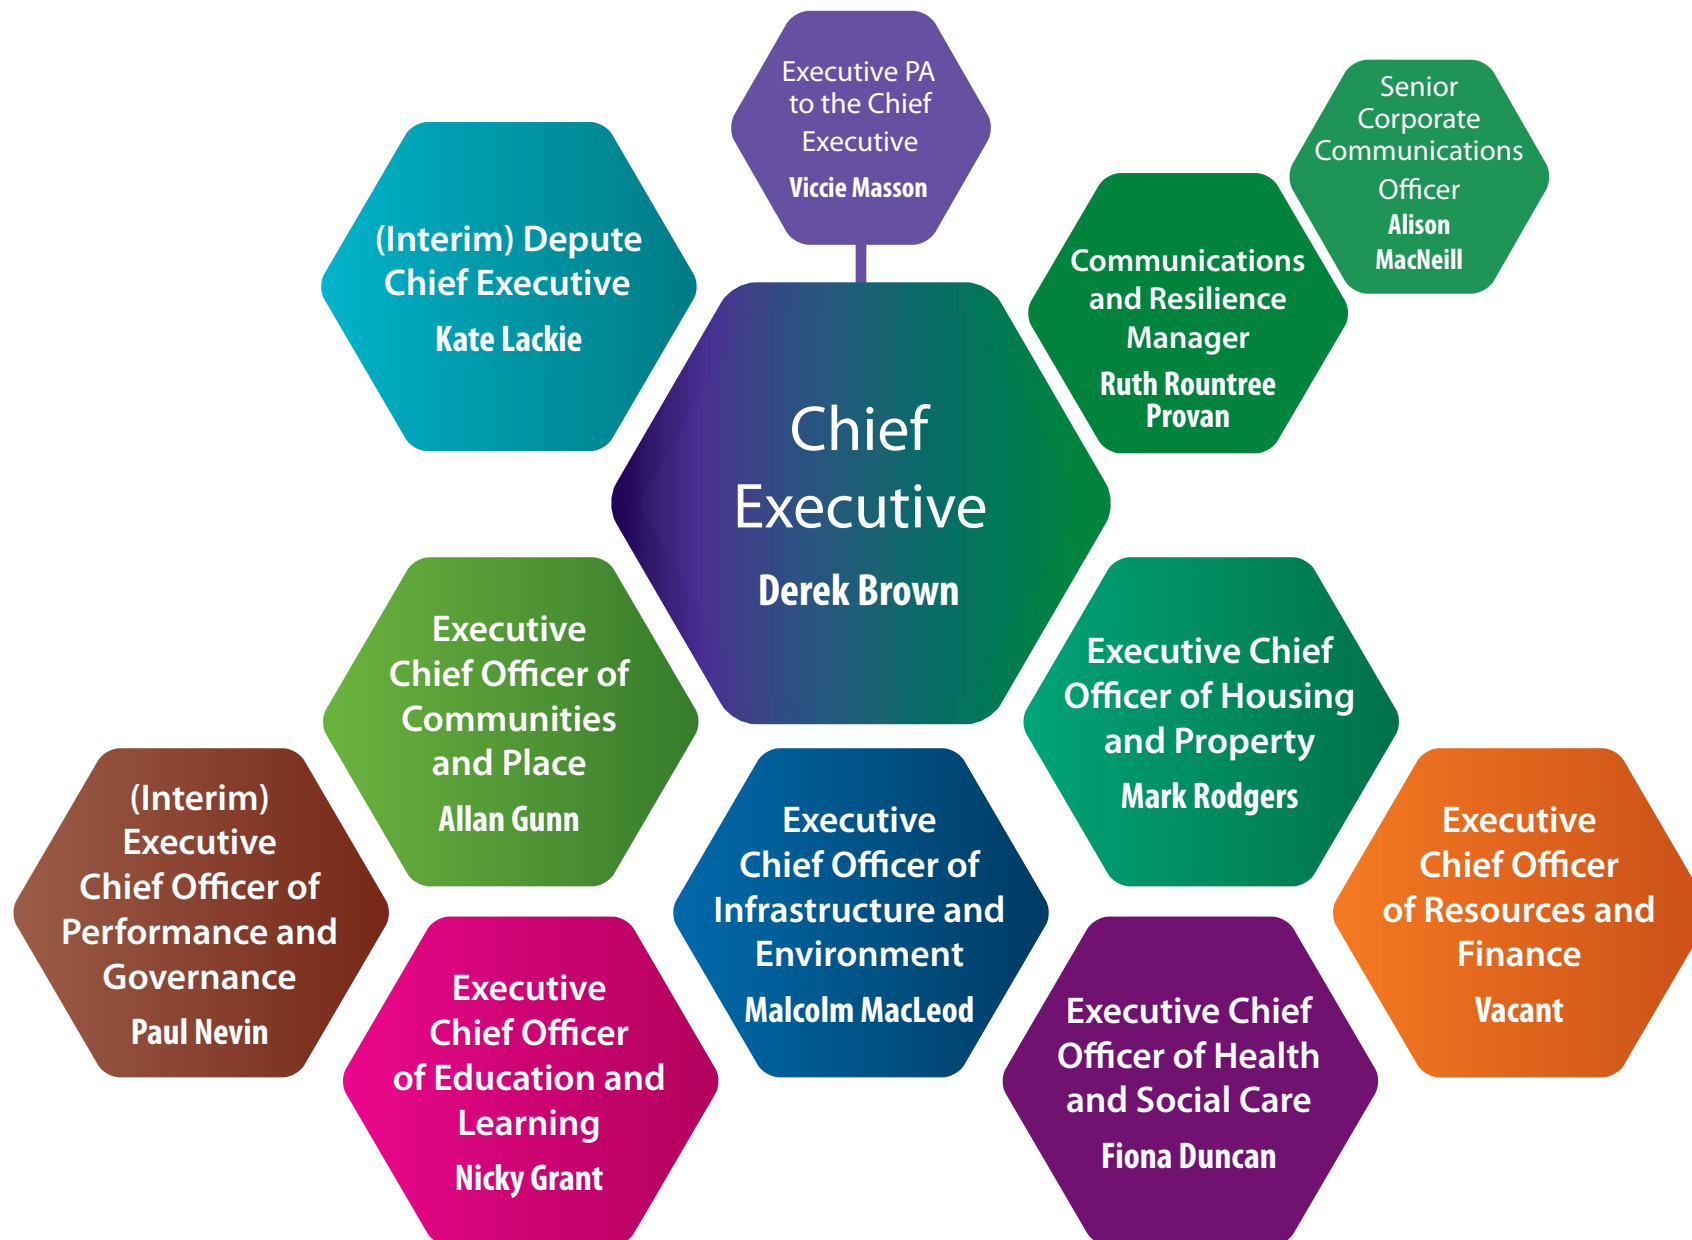 Executive PA
to the Chief
Executive
Viccie Masson
Senior
Corporate
Communications
Officer
Alison
MacNeill
(Interim) Depute
Chief Executive
Kate Lackie
Communications
and Resilience
Manager
Ruth Rountree
Provan
Chief
Executive
Derek Brown
Executive
Chief Officer of
Communities
and Place
Allan Gunn
Executive Chief
Officer of Housing
and Property
Mark Rodgers
(Interim)
Executive
Chief Officer of
Performance and
Governance
Paul Nevin
Executive
Chief Officer of
Infrastructure and
Environment
Malcolm MacLeod
Executive
Chief Officer
of Resources and
Finance
Vacant
Executive
Chief Officer
of Education and
Learning
Nicky Grant
Executive Chief
Officer of Health
and Social Care
Fiona Duncan